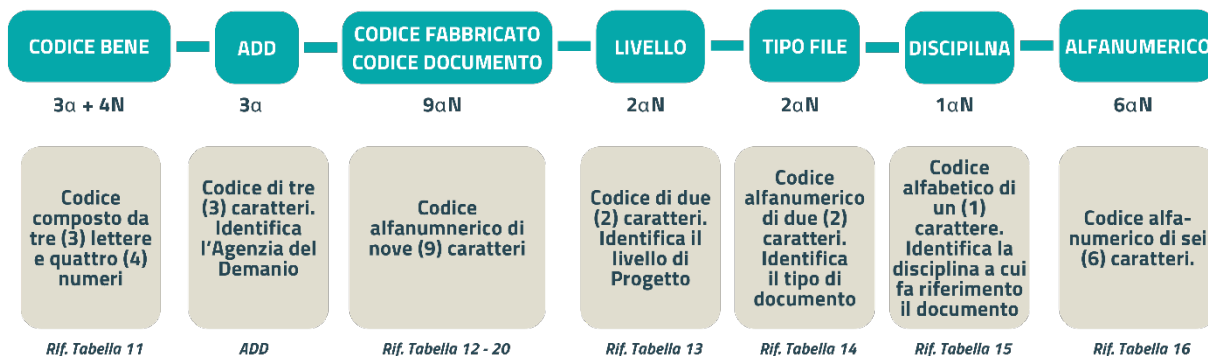 CODICE BENE
ADD
CODICE FABBRICATO
CODICE DOCUMENTO
LIVELLO
TIPO FILE
DISCIPILNA
ALFANUMERICO
3α + 4N
3α
9αN
2αN
2αN
1αN
6αN
Codice
composto da
tre (3) lettere
e quattro (4)
numeri
Codice di tre
(3) caratteri.
Identifica
l'Agenzia del
Demanio
Codice
alfanumnerico di
nove (9) caratteri
Codice di due
(2) caratteri.
Identifica il
livello di
Progetto
Codice
alfanumerico
di due (2)
caratteri.
Identifica
il tipo di
documento
Codice
alfabetico di
un (1)
carattere.
Identifica la
disciplina a cui
fa riferimento
il documento
Codice alfa-
numerico di sei
(6) caratteri.
Rif. Tabella 11
ADD
Rif. Tabella 12 - 20
Rif. Tabella 13
Rif. Tabella 14
Rif. Tabella 15
Rif. Tabella 16